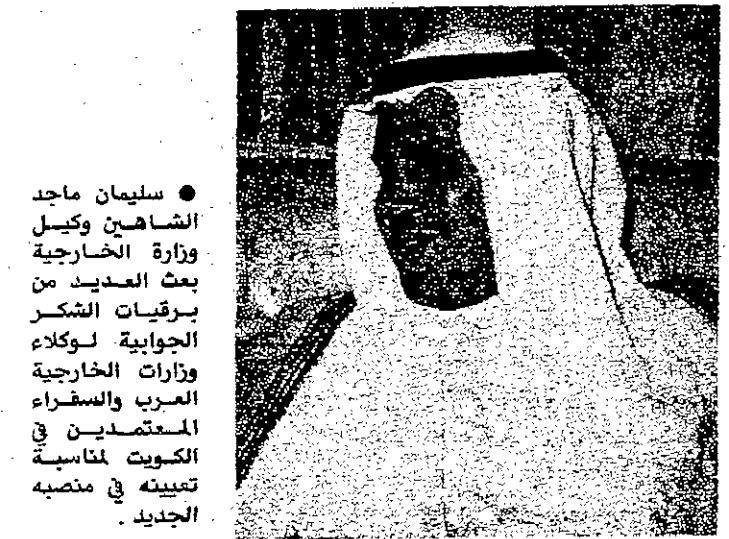 ● سليمان ماجد
الشاهين وكيل
وزارة الخارجية
بعث العديد من
برقيات الشكر
الجوابية لوكلاء
وزارات الخارجية
العرب والسفراء
المعتمدين في
الكويت لمناسبة
تعيينه في منصبه
الجديد .